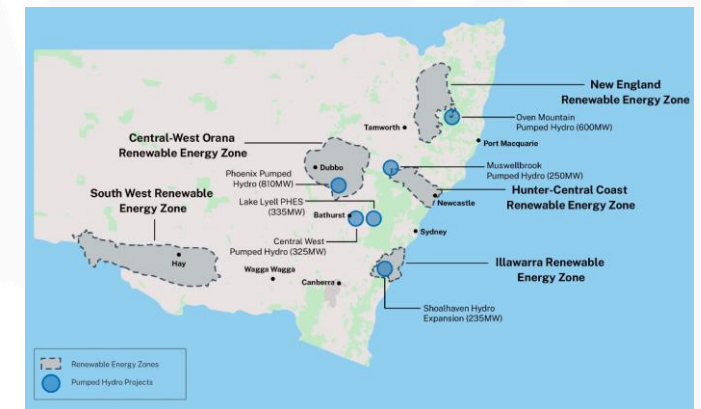 New England
Renewable Energy Zone
Oven Mountain
Pumped Hydro (600MW)
Tamworth
Port Macquarie
Central-West Orana
Renewable Energy Zone
Dubbo
Muswellbrook
Pumped Hydro (250MW)
Phoenix Pumped
Hydro (810MW)
South West Renewable
Energy Zone
Hunter-Central Coast
Renewable Energy Zone
Newcastle
Lake Lyell PHES
(335MW)
Bathurst
Sydney
Central West
Pumped Hydro (325MW)
Hay
Wagga Wagga
Canberra
Illawarra Renewable
Energy Zone
Shoalhaven Hydro
Expansion (235MW)
Renewable Energy Zones
Pumped Hydro Projects